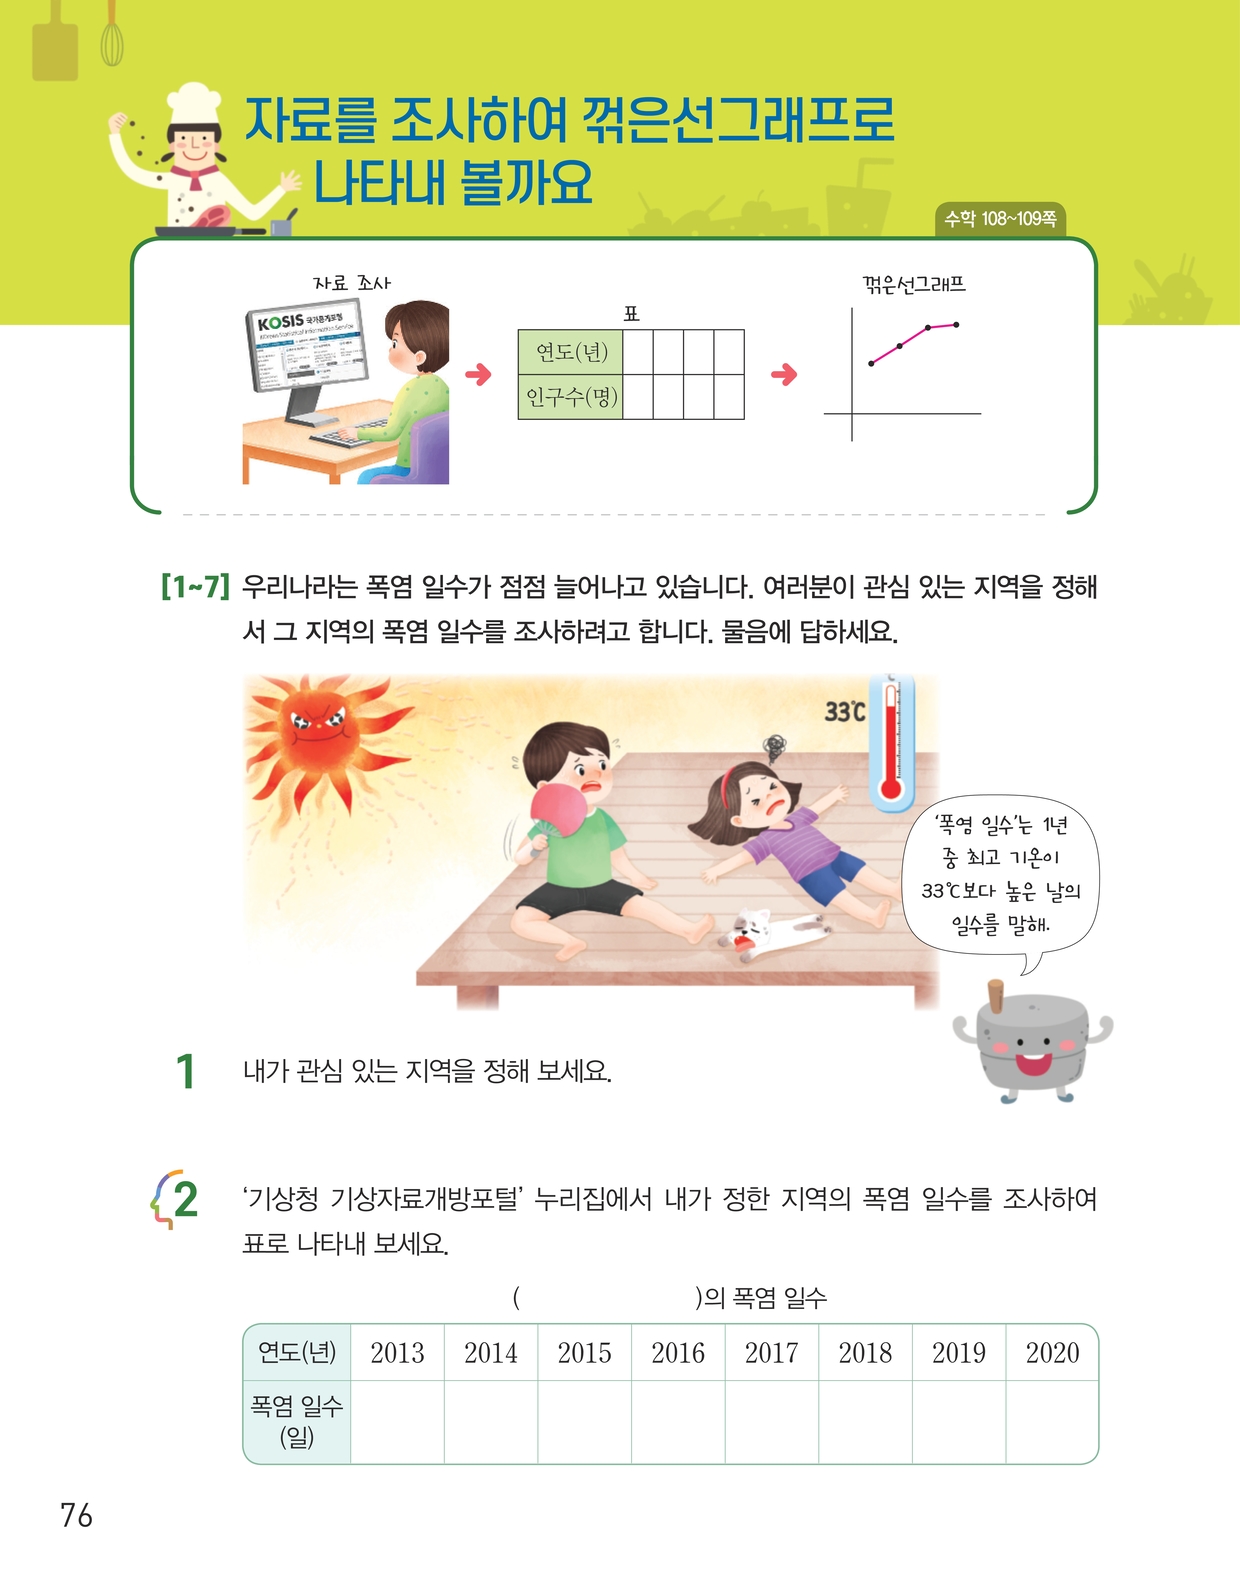 자료를 조사하여 꺾은선그래프로
나타내 볼까요
수학 108~109쪽
자료 조사
KOSIS 국가통계포털
표
연도(년)
인구수(명)
꺾은선그래프
[1~7] 우리나라는 폭염 일수가 점점 늘어나고 있습니다. 여러분이 관심 있는 지역을 정해
서 그 지역의 폭염 일수를 조사하려고 합니다. 물음에 답하세요.
33℃
‘폭염 일수’는 1년
중 최고 기온이
33℃보다 높은 날의
일수를 말해.
1 내가 관심 있는 지역을 정해 보세요.
2 ‘기상청 기상자료개방포털’ 누리집에서 내가 정한 지역의 폭염 일수를 조사하여
표로 나타내 보세요.
( )의 폭염 일수
연도(년) 2013 2014 2015 2016 2017 2018 2019 2020
폭염 일수
(일)
76